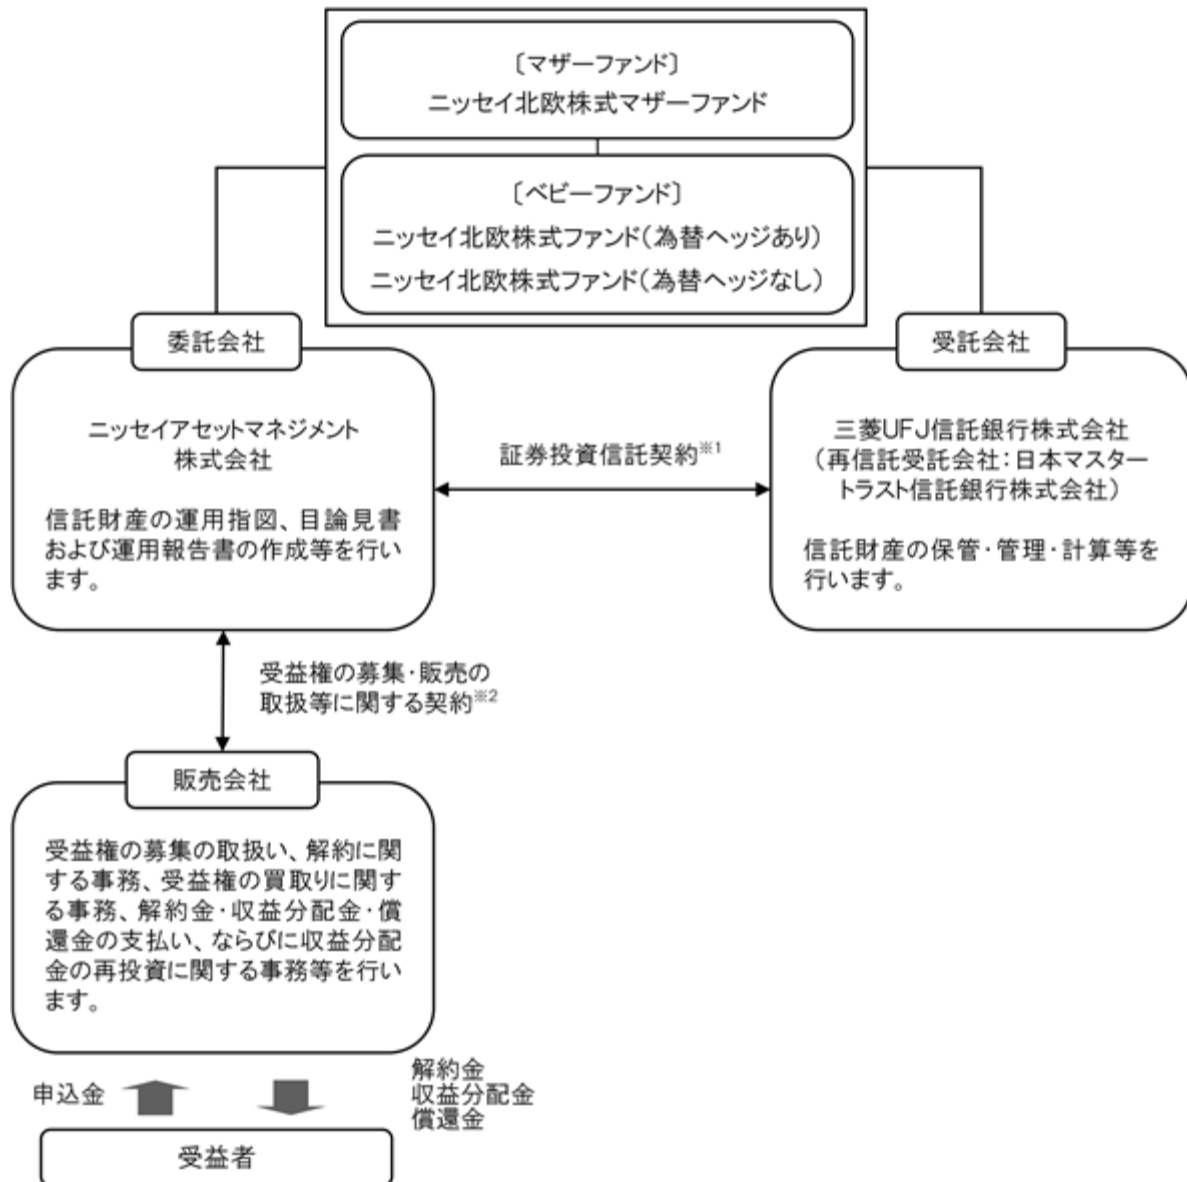 〔マザーファンド〕
ニッセイ北欧株式マザーファンド
〔ベビーファンド〕
ニッセイ北欧株式ファンド(為替ヘッジあり)
ニッセイ北欧株式ファンド(為替ヘッジなし)
委託会社
ニッセイアセットマネジメント
株式会社
信託財産の運用指図、目論見書
および運用報告書の作成等を行い
ます。
証券投資信託契約※1
受託会社
三菱UFJ信託銀行株式会社
(再信託受託会社:日本マスター
トラスト信託銀行株式会社)
信託財産の保管・管理・計算等を
行います。
受益権の募集・販売の
取扱等に関する契約※2
販売会社
受益権の募集の取扱い、解約に関
する事務、受益権の買取りに関す
る事務、解約金・収益分配金・償
還金の支払い、ならびに収益分配
金の再投資に関する事務等を行い
ます。
申込金
解約金
収益分配金
償還金
受益者